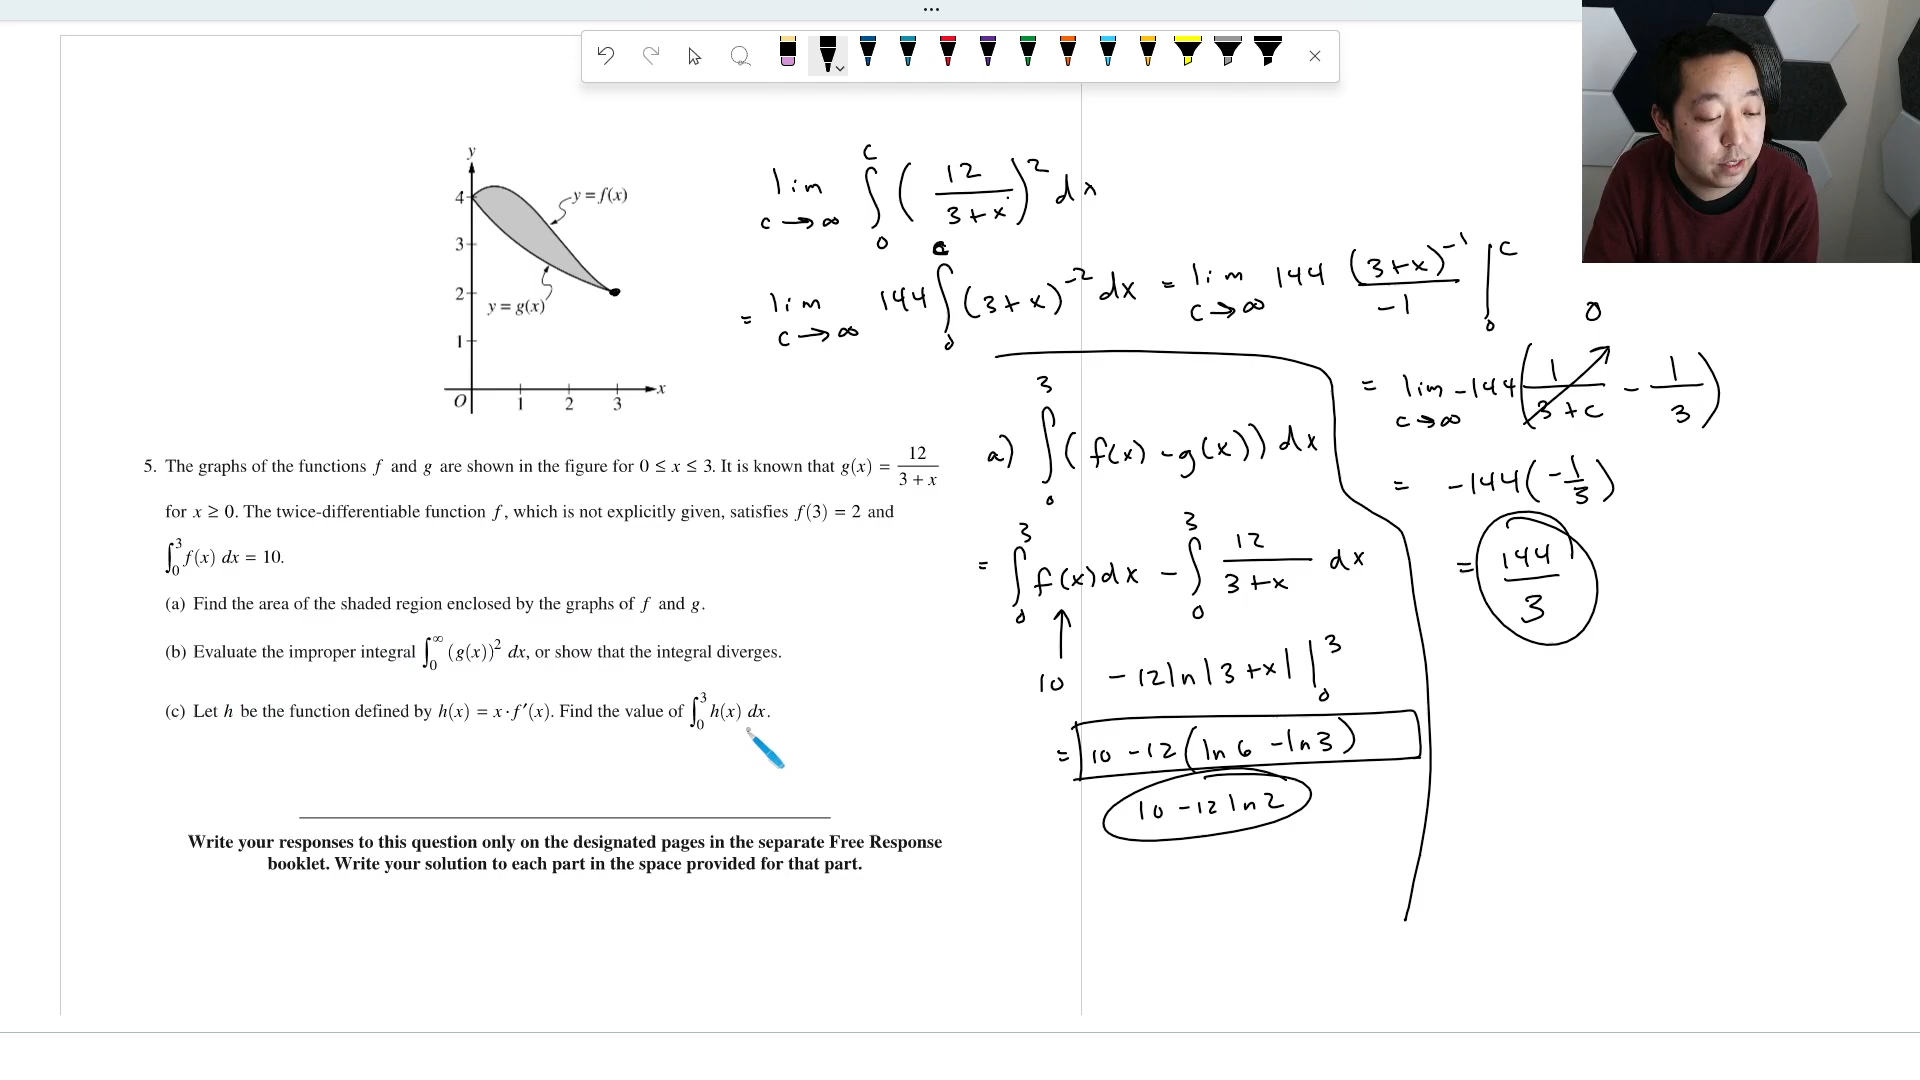 y
4
3
2
1
O
1
2
3
x
y = f(x)
y = g(x)
5. The graphs of the functions f and g are shown in the figure for 0 ≤ x ≤ 3. It is known that g(x) = 12/(3 + x)
for x ≥ 0. The twice-differentiable function f, which is not explicitly given, satisfies f(3) = 2 and
∫₀³ f(x) dx = 10.
(a) Find the area of the shaded region enclosed by the graphs of f and g.
(b) Evaluate the improper integral ∫₀^∞ (g(x))² dx, or show that the integral diverges.
(c) Let h be the function defined by h(x) = x · f′(x). Find the value of ∫₀³ h(x) dx.
Write your responses to this question only on the designated pages in the separate Free Response
booklet. Write your solution to each part in the space provided for that part.
lim c→∞ ∫₀^c (12/(3+x))² dx
= lim c→∞ 144 ∫₀^c (3+x)⁻² dx = lim c→∞ 144 (3+x)⁻¹/−1 |₀^c
0
= lim c→∞ −144 (1/(3+c) − 1/3)
= −144(−1/3)
= 144/3
a) ∫₀³ (f(x) − g(x)) dx
= ∫₀³ f(x) dx − ∫₀³ 12/(3+x) dx
10 − 12 ln|3+x| |₀³
= 10 − 12(ln 6 − ln 3)
10 − 12 ln 2